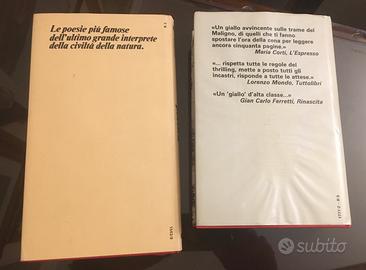 Le poesie più famose
dell'ultimo grande interprete
della civiltà della natura.
«Un giallo avvincente sulle trame del
Maligno, di quelli che ti fanno
spostare l'ora della cena per leggere
ancora cinquanta pagine.»
Maria Corti, L'Espresso
«... rispetta tutte le regole del
thrilling, mette a posto tutti gli
incastri, risponde a tutte le attese.»
Lorenzo Mondo, Tuttolibri
«Un 'giallo' d'alta classe...»
Gian Carlo Ferretti, Rinascita
subito